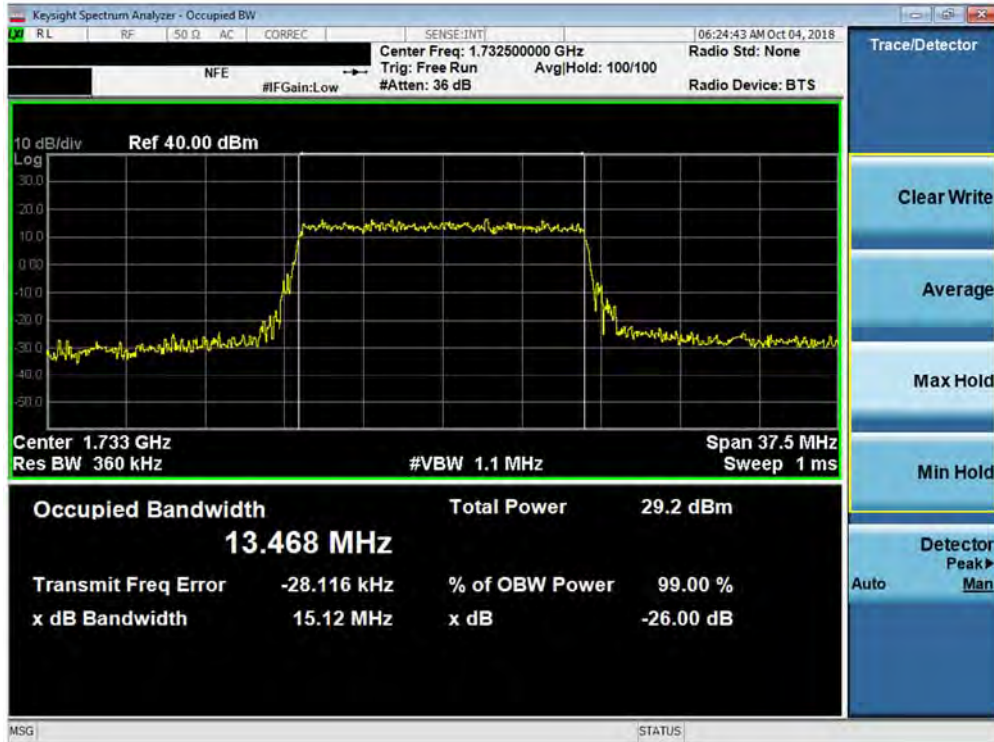 Keysight Spectrum Analyzer - Occupied BW
LXI RL RF 50 Ω AC CORREC SENSE:INT 06:24:43 AM Oct 04, 2018
Center Freq: 1.732500000 GHz Radio Std: None
NFE Trig: Free Run Avg|Hold: 100/100
#IFGain:Low #Atten: 36 dB Radio Device: BTS
10 dB/div Ref 40.00 dBm
Log
30.0
20.0
10.0
0.00
-10.0
-20.0
-30.0
-40.0
-50.0
Center 1.733 GHz Span 37.5 MHz
Res BW 360 kHz #VBW 1.1 MHz Sweep 1 ms
Occupied Bandwidth Total Power 29.2 dBm
13.468 MHz
Transmit Freq Error -28.116 kHz % of OBW Power 99.00 %
x dB Bandwidth 15.12 MHz x dB -26.00 dB
MSG STATUS
Trace/Detector
Clear Write
Average
Max Hold
Min Hold
Detector
Peak▶
Auto Man